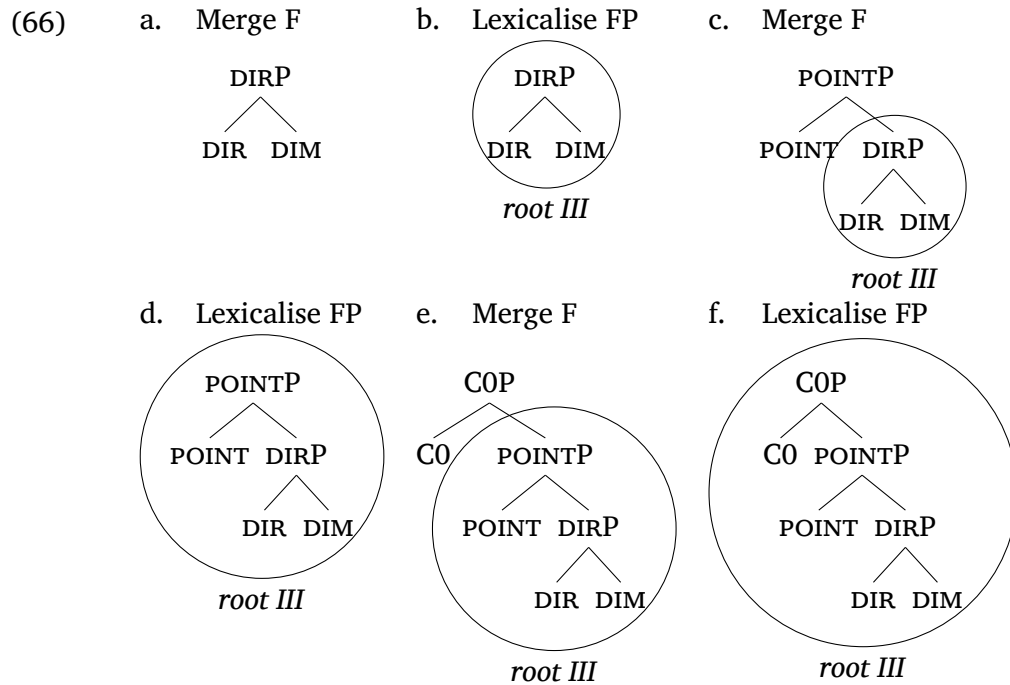 (66) a. Merge F b. Lexicalise FP c. Merge F
DIRP DIRP POINTP
DIR DIM DIR DIM POINT DIRP
root III DIR DIM
root III
d. Lexicalise FP e. Merge F f. Lexicalise FP
POINTP C0P C0P
POINT DIRP C0 POINTP C0 POINTP
DIR DIM POINT DIRP POINT DIRP
root III DIR DIM DIR DIM
root III root III